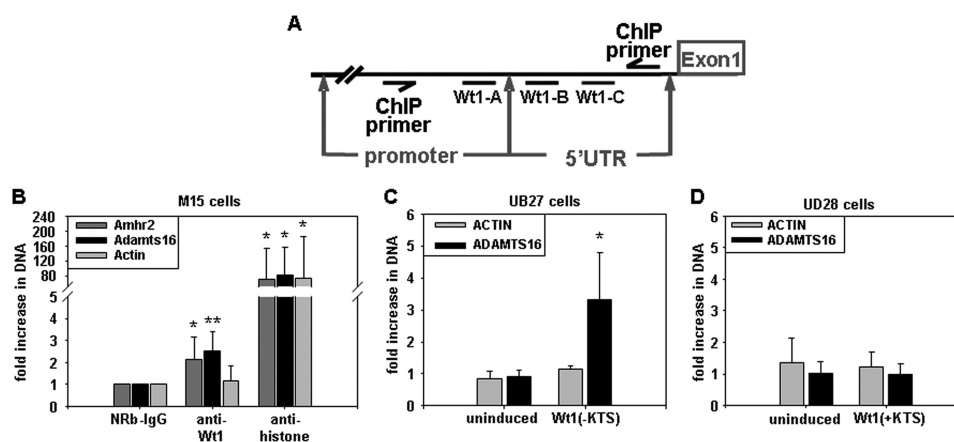 A
ChIP
primer
Exon1
Wt1-A
Wt1-B
Wt1-C
ChIP
primer
promoter
5'UTR
B
M15 cells
fold increase in DNA
240
200
160
120
80
5
4
3
2
1
0
Amhr2
Adamts16
Actin
* ** * * *
NRb-IgG
anti-
Wt1
anti-
histone
C
UB27 cells
fold increase in DNA
6
5
4
3
2
1
0
ACTIN
ADAMTS16
*
uninduced
Wt1(-KTS)
D
UD28 cells
fold increase in DNA
6
5
4
3
2
1
0
ACTIN
ADAMTS16
uninduced
Wt1(+KTS)